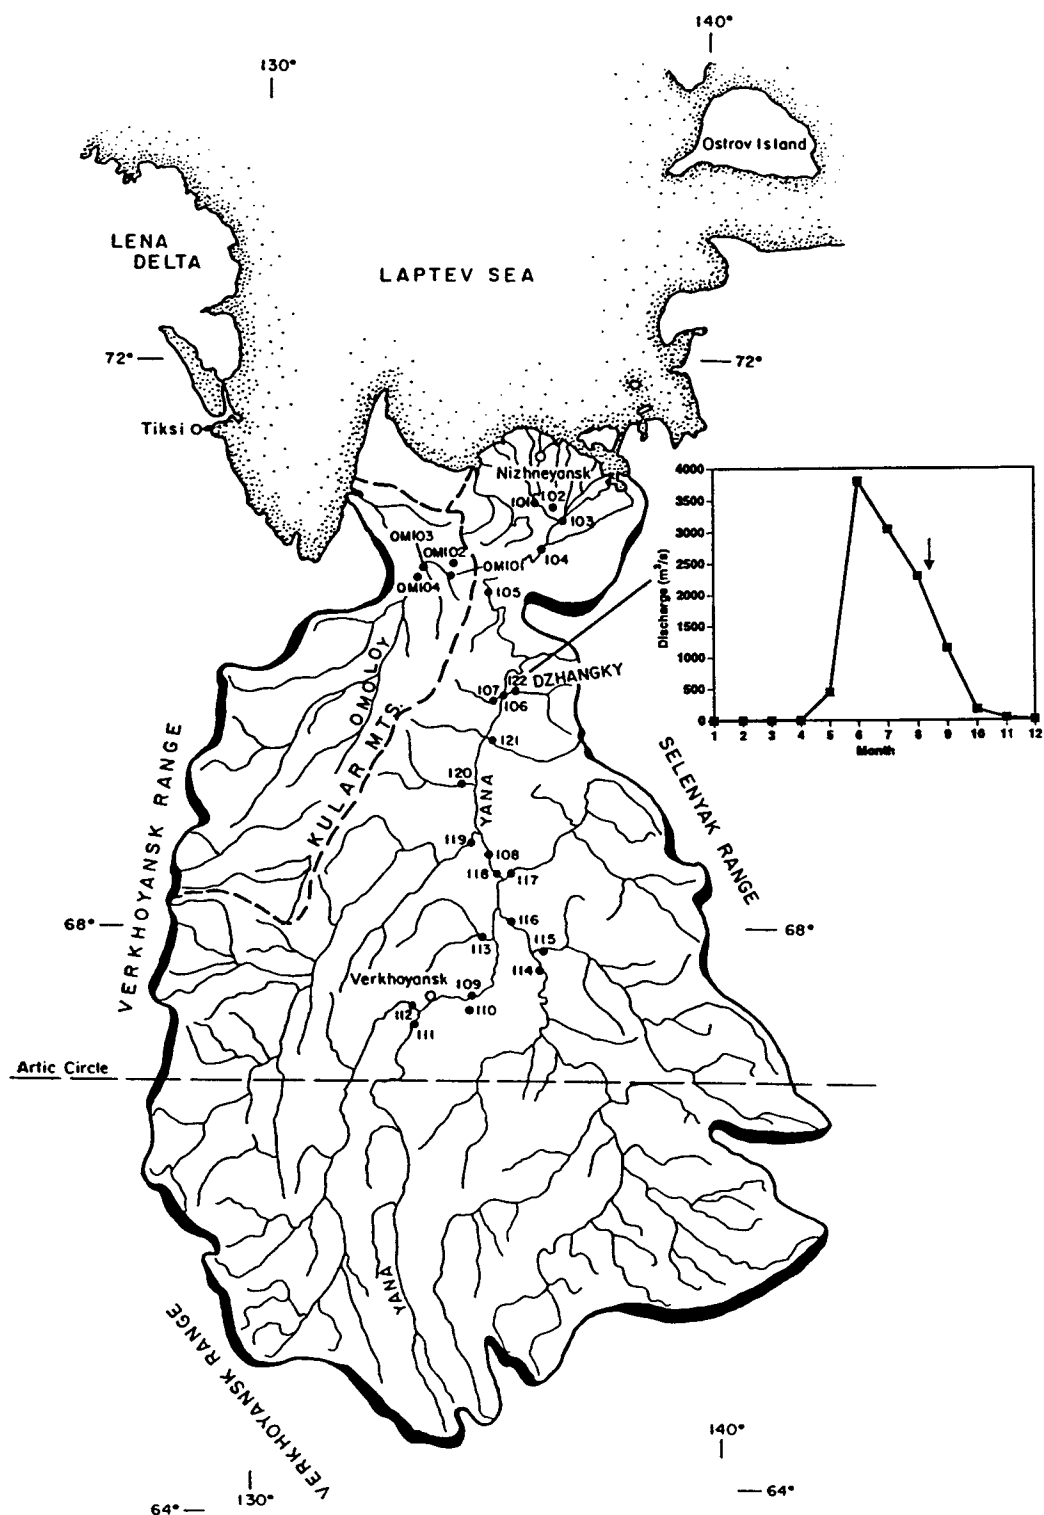 140°
130°
Ostrov Island
LENA
DELTA
LAPTEV SEA
72°
72°
Tiksi
Nizhneyansk
101
102
103
104
OM103
OM102
OM101
OM104
105
4000
3500
3000
2500
2000
1500
1000
500
0
Discharge (m³/s)
1 2 3 4 5 6 7 8 9 10 11 12
Month
122
DZHANGKY
107
106
121
OMOLOY
KULAR MTS.
120
YANA
119
108
118
117
VERKHOYANSK RANGE
SELENYAK RANGE
68°
68°
116
113
115
114
Verkhoyansk
109
110
112
111
Artic Circle
YANA
VERKHOYANSK RANGE
140°
130°
64°
64°